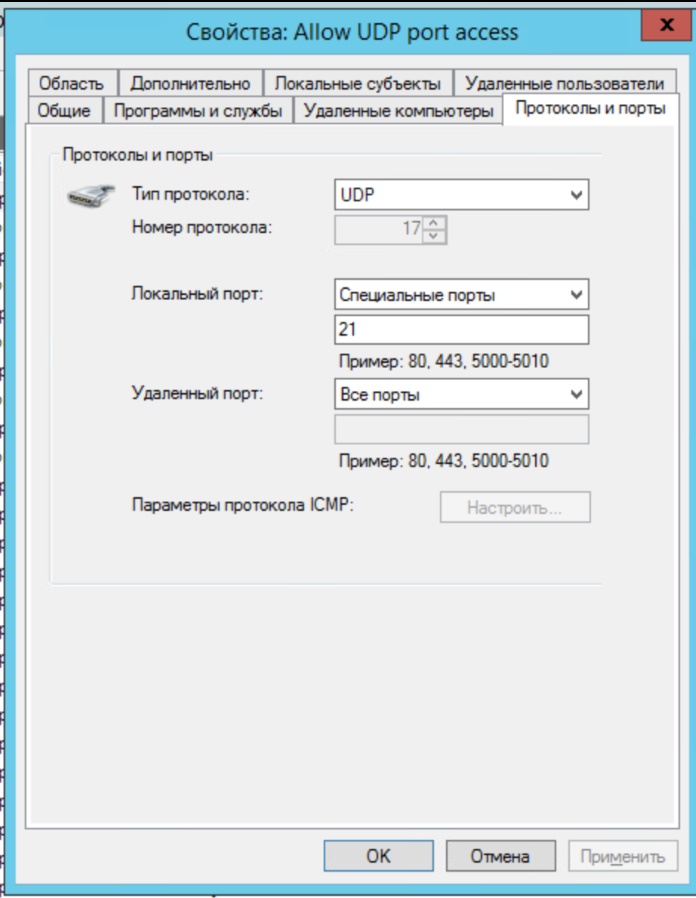 Свойства: Allow UDP port access
x
Область Дополнительно Локальные субъекты Удаленные пользователи
Общие Программы и службы Удаленные компьютеры Протоколы и порты
Протоколы и порты
Тип протокола: UDP
Номер протокола: 17
Локальный порт: Специальные порты
21
Пример: 80, 443, 5000-5010
Удаленный порт: Все порты
Пример: 80, 443, 5000-5010
Параметры протокола ICMP: Настроить...
OK Отмена Применить